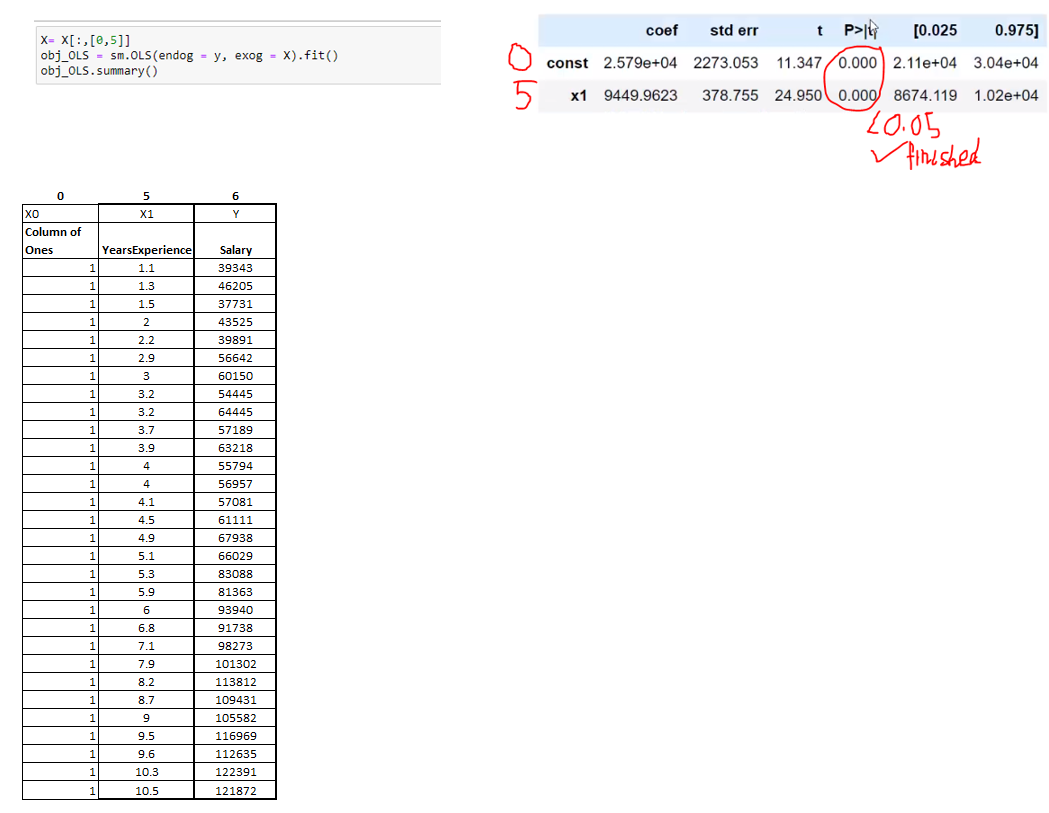 X= X[:,[0,5]]
obj_OLS = sm.OLS(endog = y, exog = X).fit()
obj_OLS.summary()
coef std err t P>|t| [0.025 0.975]
0 const 2.579e+04 2273.053 11.347 0.000 2.11e+04 3.04e+04
5 x1 9449.9623 378.755 24.950 0.000 8674.119 1.02e+04
<0.05
✓finished
0 5 6
X0 X1 Y
Column of
Ones YearsExperience Salary
1 1.1 39343
1 1.3 46205
1 1.5 37731
1 2 43525
1 2.2 39891
1 2.9 56642
1 3 60150
1 3.2 54445
1 3.2 64445
1 3.7 57189
1 3.9 63218
1 4 55794
1 4 56957
1 4.1 57081
1 4.5 61111
1 4.9 67938
1 5.1 66029
1 5.3 83088
1 5.9 81363
1 6 93940
1 6.8 91738
1 7.1 98273
1 7.9 101302
1 8.2 113812
1 8.7 109431
1 9 105582
1 9.5 116969
1 9.6 112635
1 10.3 122391
1 10.5 121872